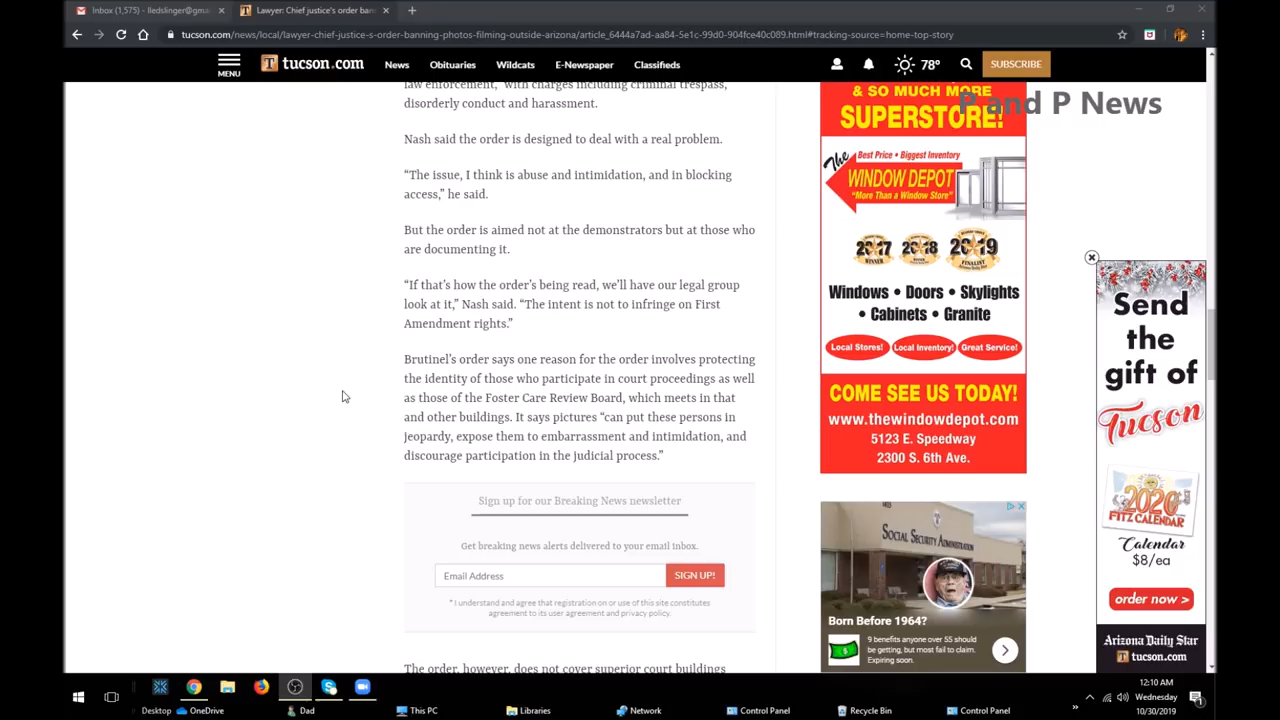 Inbox (1,575) - lledslinger@gma
Lawyer: Chief justice's order ban
tucson.com/news/local/lawyer-chief-justice-s-order-banning-photos-filming-outside-arizona/article_6444a7ad-aa84-5e1c-99d0-904fce40c089.html#tracking-source=home-top-story
MENU
T tucson.com
News
Obituaries
Wildcats
E-Newspaper
Classifieds
78°
SUBSCRIBE
P and P News
law enforcement," with charges including criminal trespass,
disorderly conduct and harassment.
Nash said the order is designed to deal with a real problem.
“The issue, I think is abuse and intimidation, and in blocking
access,” he said.
But the order is aimed not at the demonstrators but at those who
are documenting it.
“If that’s how the order’s being read, we’ll have our legal group
look at it,” Nash said. “The intent is not to infringe on First
Amendment rights.”
Brutinel’s order says one reason for the order involves protecting
the identity of those who participate in court proceedings as well
as those of the Foster Care Review Board, which meets in that
and other buildings. It says pictures “can put these persons in
jeopardy, expose them to embarrassment and intimidation, and
discourage participation in the judicial process.”
Sign up for our Breaking News newsletter
Get breaking news alerts delivered to your email inbox.
Email Address
SIGN UP!
* I understand and agree that registration on or use of this site constitutes
agreement to its user agreement and privacy policy.
The order, however, does not cover superior court buildings
& SO MUCH MORE
SUPERSTORE!
The
Best Price • Biggest Inventory
WINDOW DEPOT
"More Than a Window Store"
2017
WINNER
2018
WINNER
2019
FINALIST
Windows • Doors • Skylights
• Cabinets • Granite
Local Stores!
Local Inventory!
Great Service!
COME SEE US TODAY!
www.thewindowdepot.com
5123 E. Speedway
2300 S. 6th Ave.
SOCIAL SECURITY ADMINISTRATION
Born Before 1964?
9 benefits anyone over 55 should
be getting, but most fail to claim.
Expiring soon.
Send
the
gift of
Tucson
2020
FITZ CALENDAR
Calendar
$8/ea
order now >
Arizona Daily Star
T tucson.com
12:10 AM
Wednesday
10/30/2019
Desktop
OneDrive
Dad
This PC
Libraries
Network
Control Panel
Recycle Bin
Control Panel